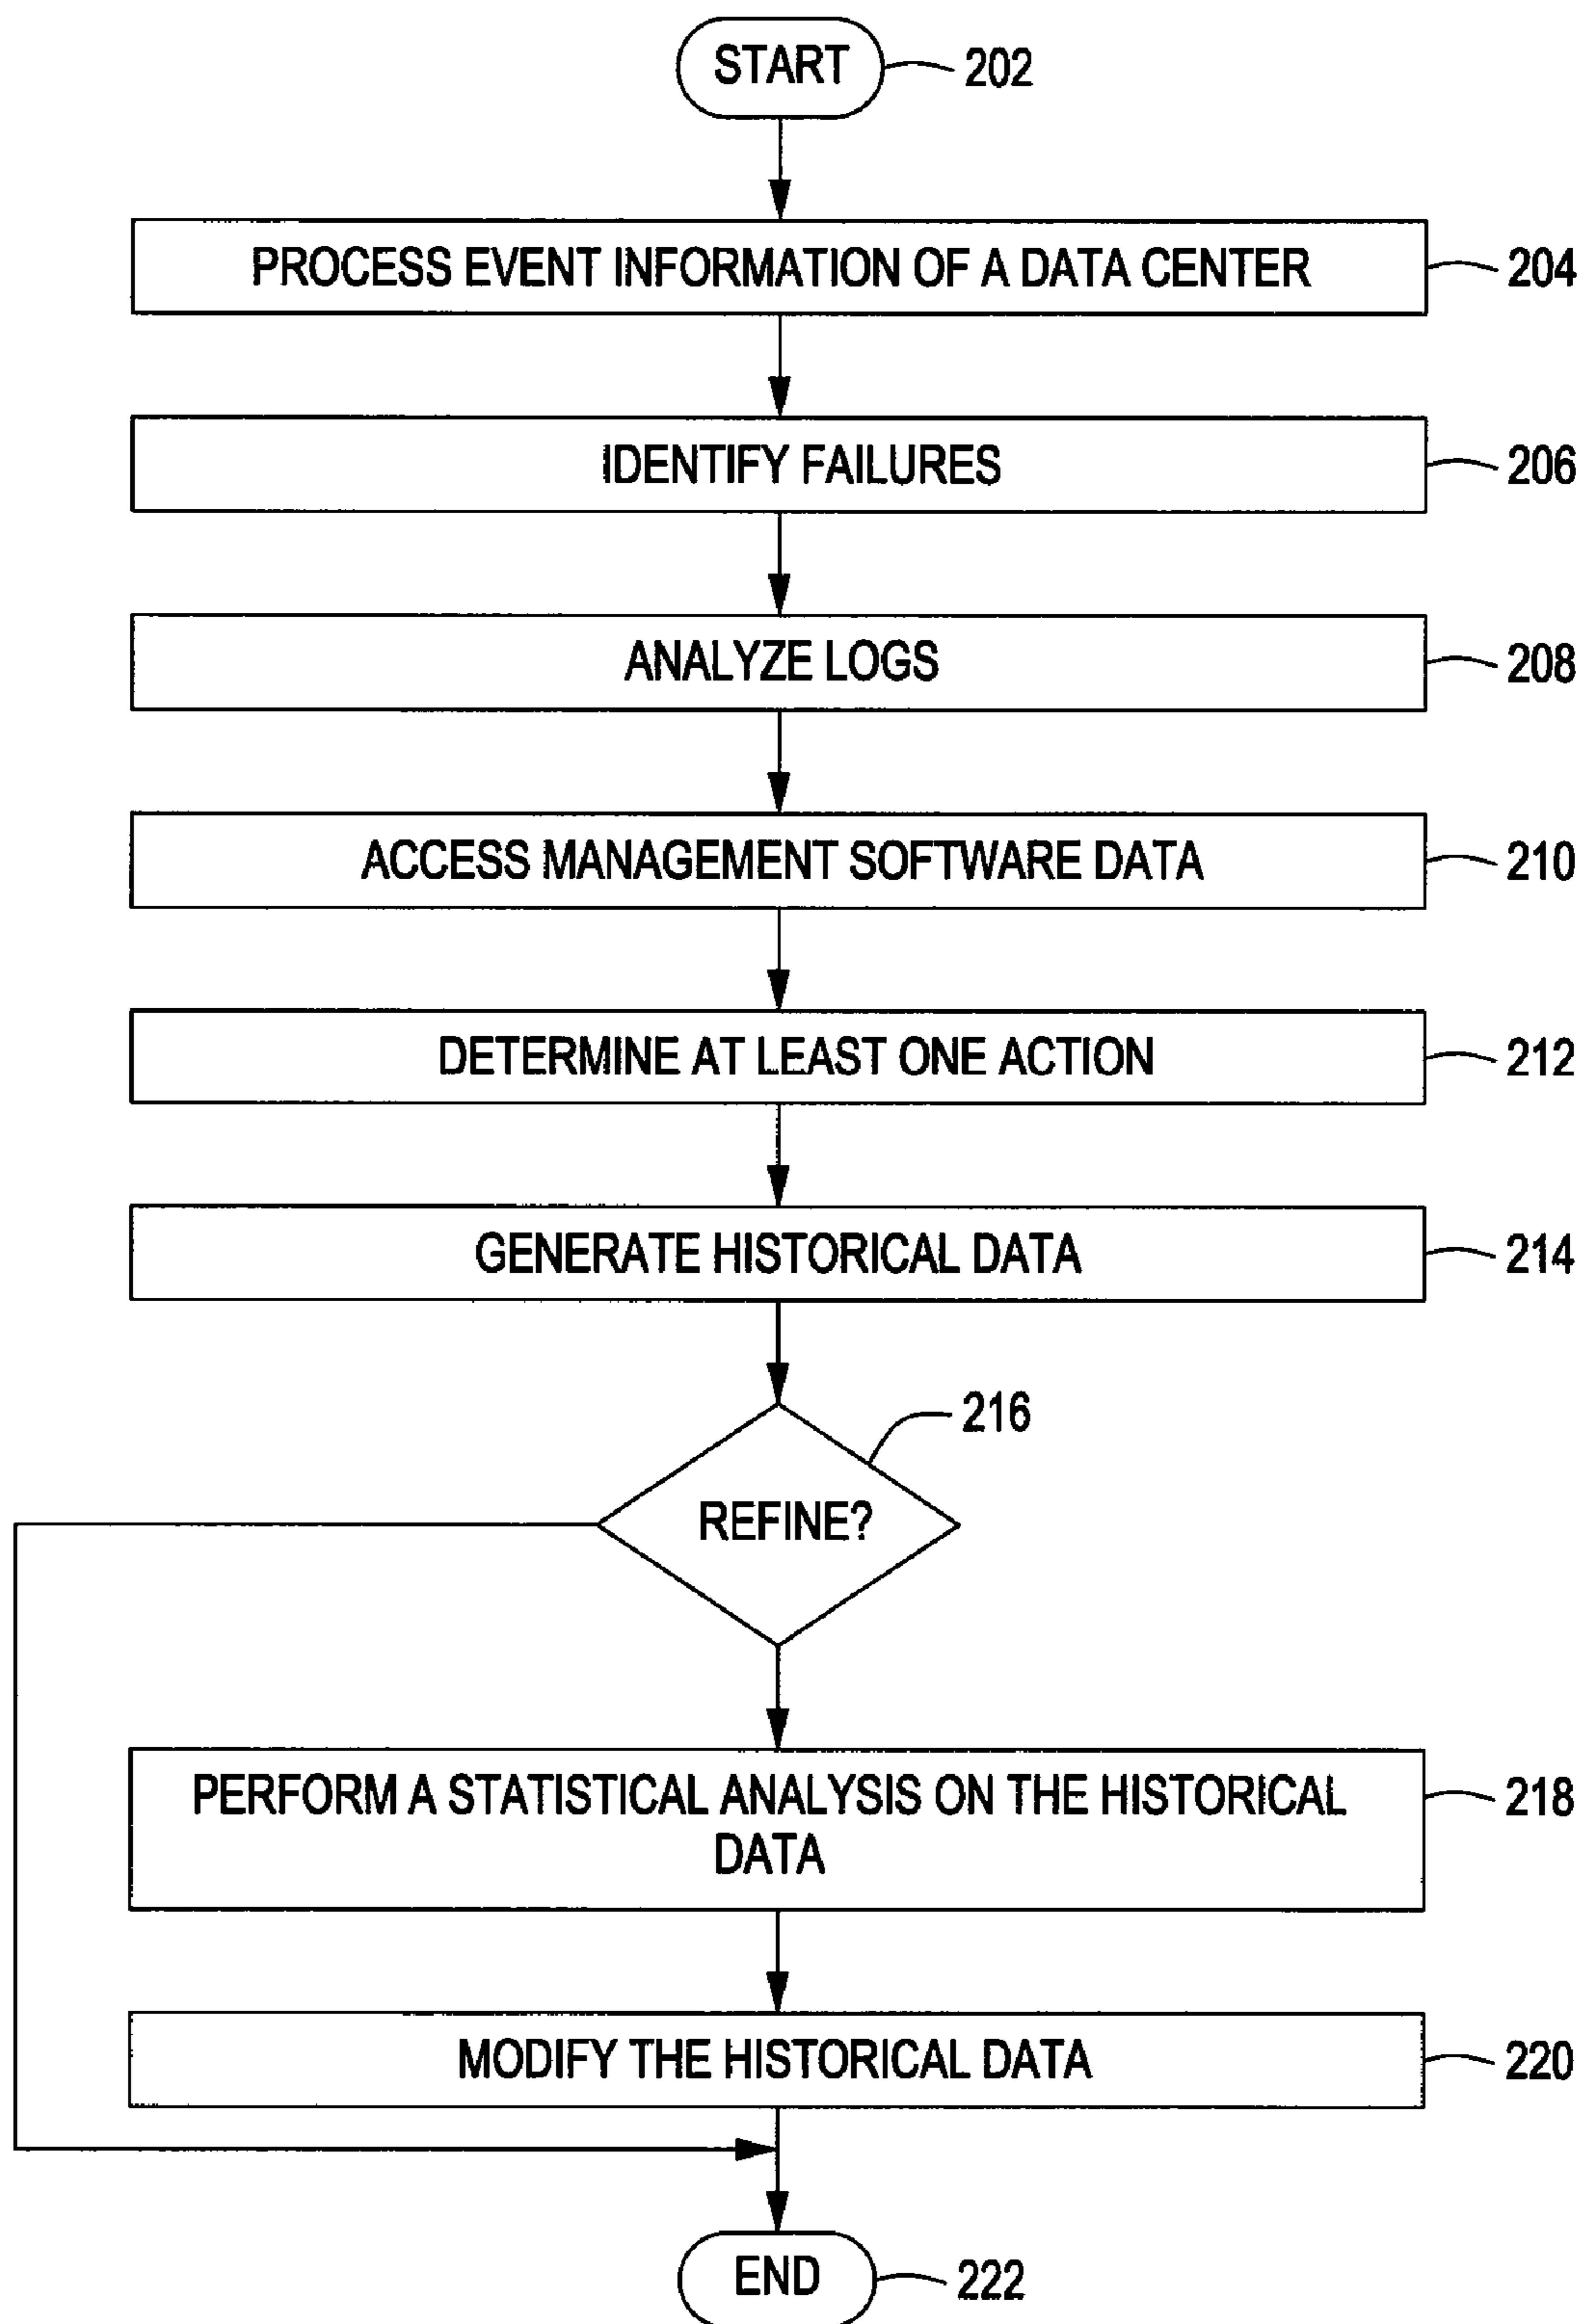 START
202
PROCESS EVENT INFORMATION OF A DATA CENTER
204
IDENTIFY FAILURES
206
ANALYZE LOGS
208
ACCESS MANAGEMENT SOFTWARE DATA
210
DETERMINE AT LEAST ONE ACTION
212
GENERATE HISTORICAL DATA
214
216
REFINE?
PERFORM A STATISTICAL ANALYSIS ON THE HISTORICAL
DATA
218
MODIFY THE HISTORICAL DATA
220
END
222